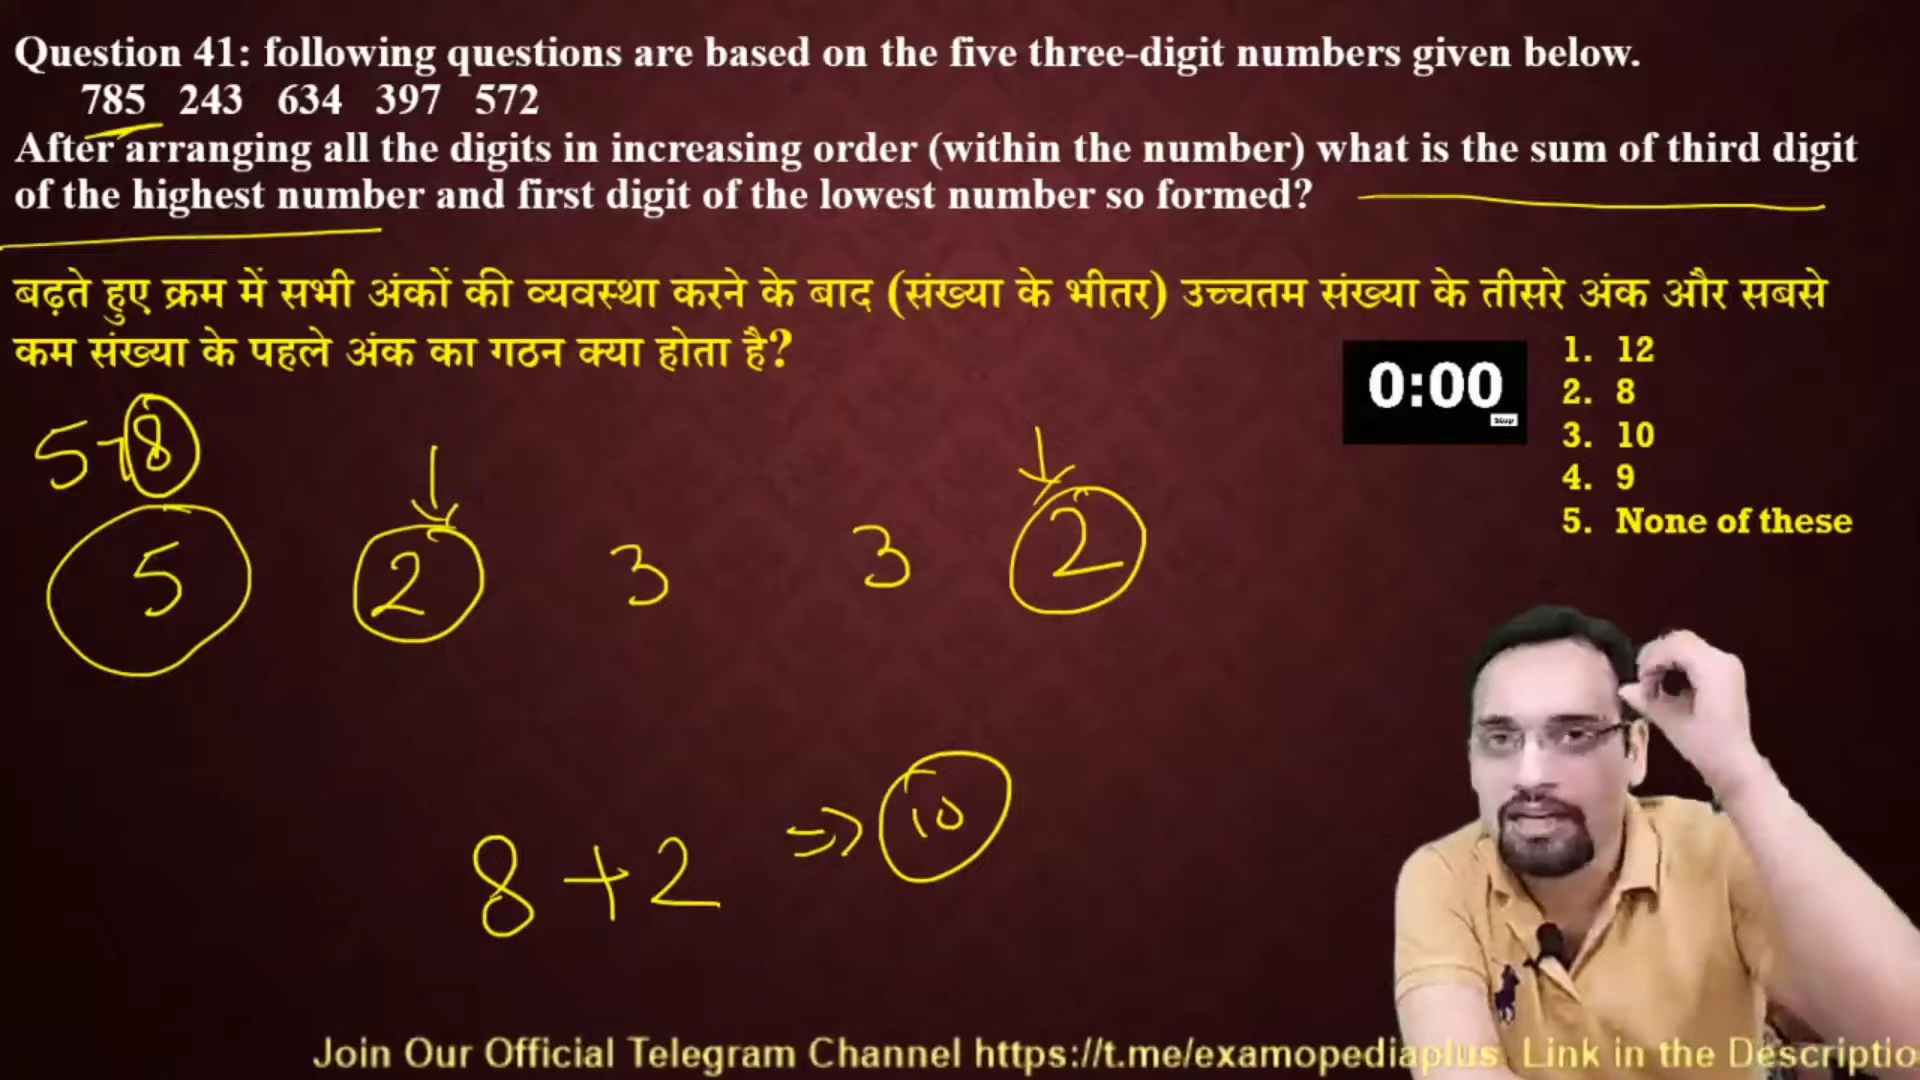 Question 41: following questions are based on the five three-digit numbers given below.
785 243 634 397 572
After arranging all the digits in increasing order (within the number) what is the sum of third digit
of the highest number and first digit of the lowest number so formed?
बढ़ते हुए क्रम में सभी अंकों की व्यवस्था करने के बाद (संख्या के भीतर) उच्चतम संख्या के तीसरे अंक और सबसे
कम संख्या के पहले अंक का गठन क्या होता है?
0:00
Stop
1. 12
2. 8
3. 10
4. 9
5. None of these
578
5 2 3 3 2
8+2 => 10
Join Our Official Telegram Channel https://t.me/examopediaplus Link in the Descriptio